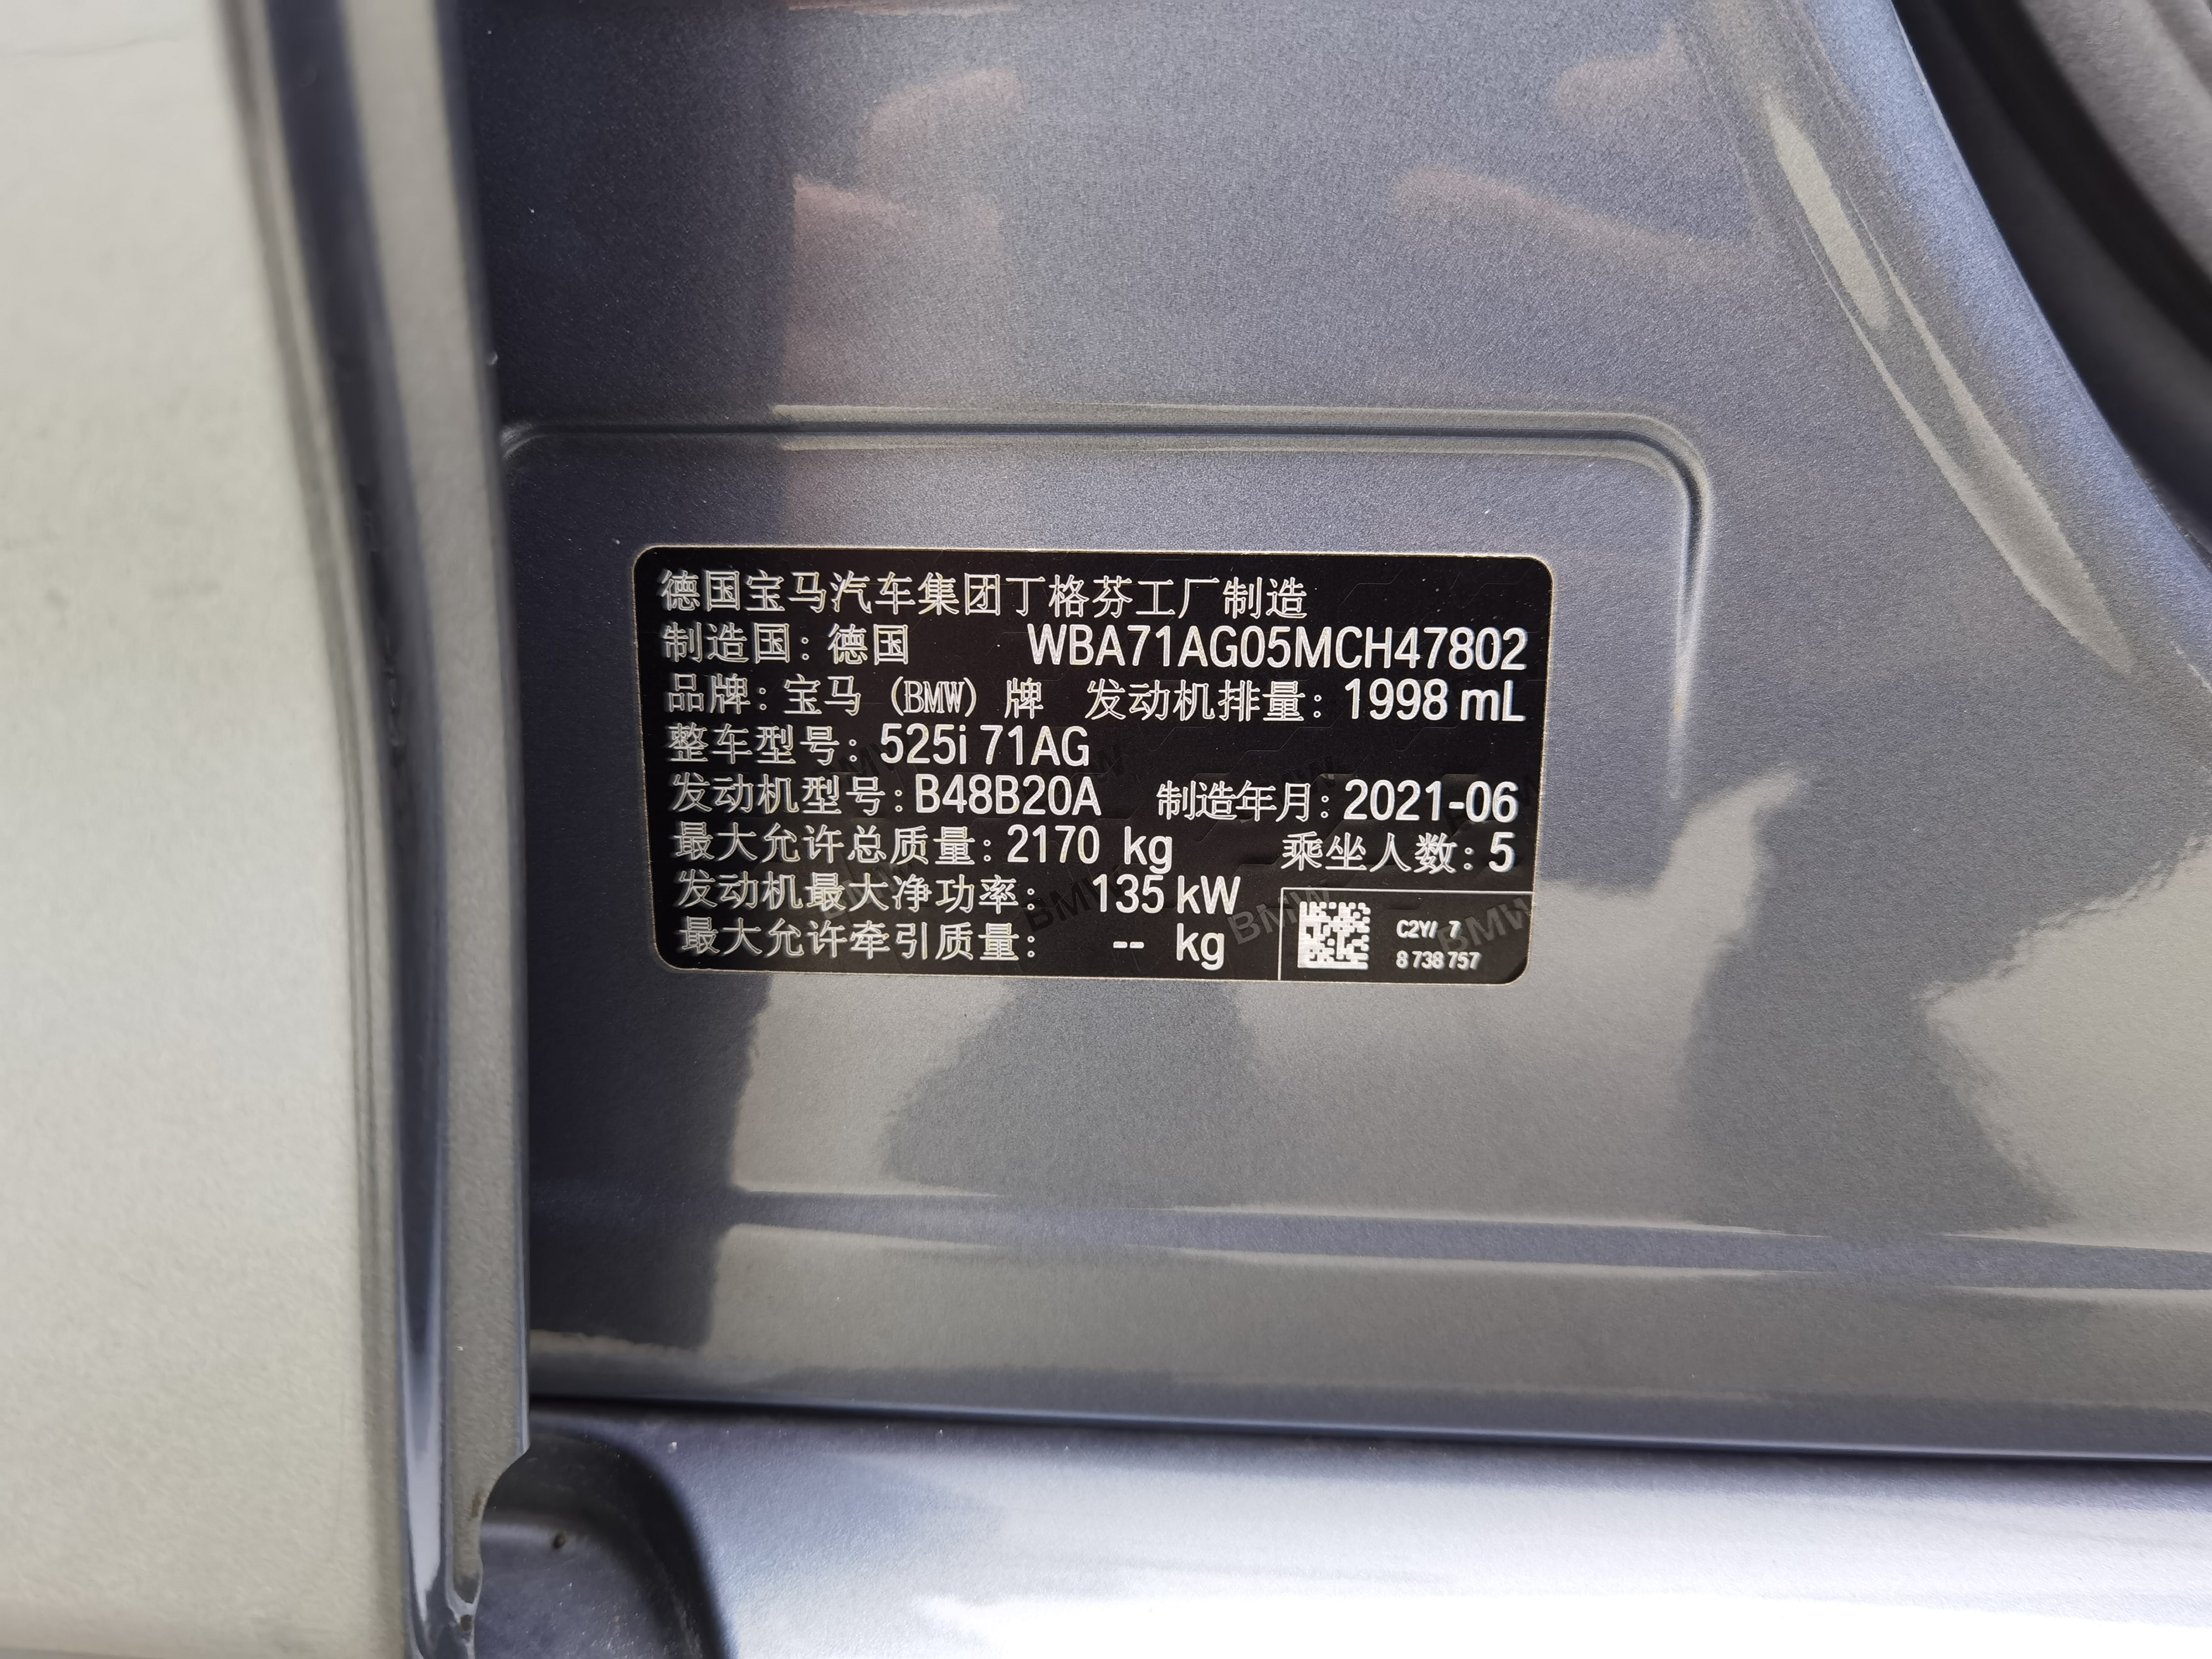 德国宝马汽车集团丁格芬工厂制造
制造国：德国 WBA71AG05MCH47802
品牌：宝马（BMW）牌 发动机排量：1998 mL
整车型号：525i 71AG
发动机型号：B48B20A 制造年月：2021-06
最大允许总质量：2170 kg 乘坐人数：5
发动机最大净功率： 135 kW
最大允许牵引质量： -- kg
C2Y/ 7
8 738 757
BMW BMW BMW